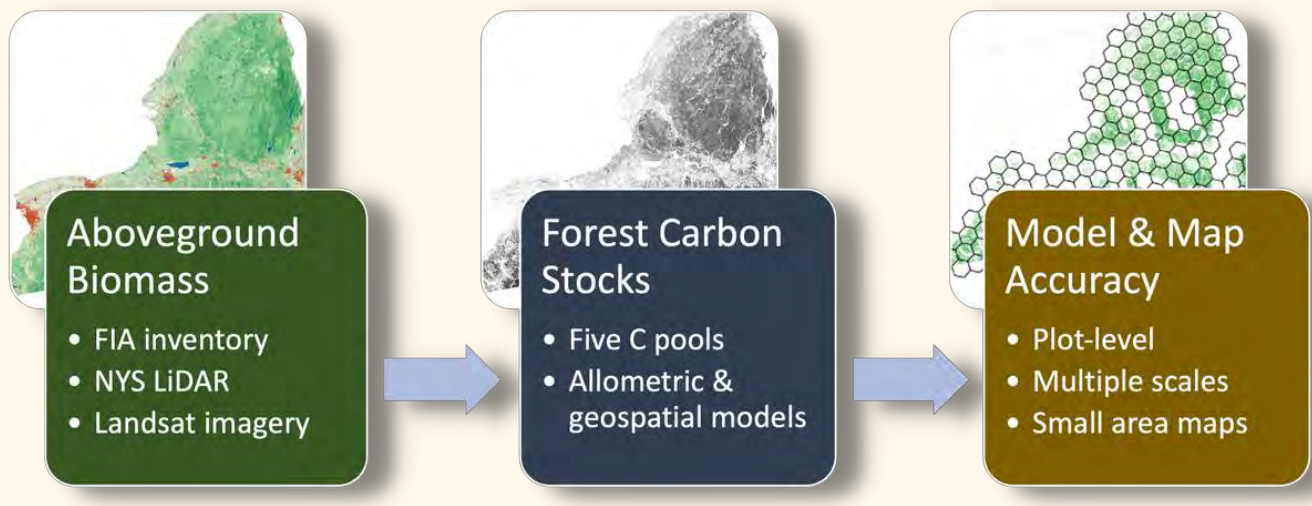 Aboveground
Biomass
• FIA inventory
• NYS LiDAR
• Landsat imagery
Forest Carbon
Stocks
• Five C pools
• Allometric &
geospatial models
Model & Map
Accuracy
• Plot-level
• Multiple scales
• Small area maps